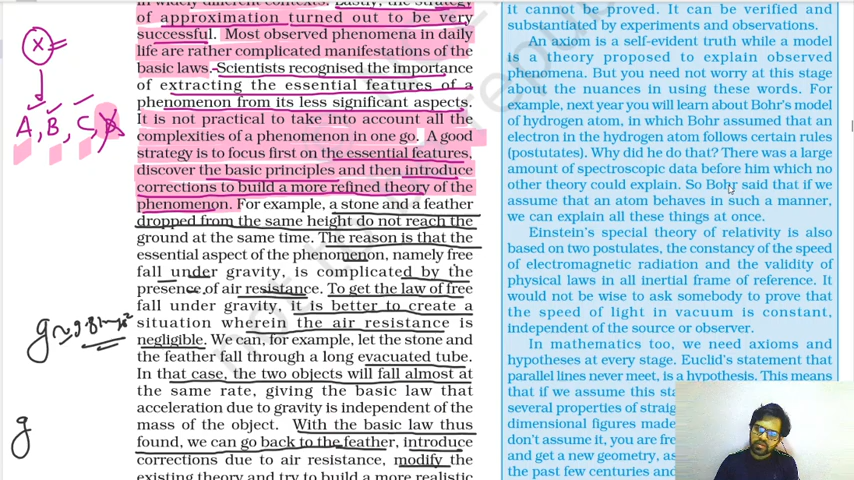 in widely different contexts. Lastly, the strategy
of approximation turned out to be very
successful. Most observed phenomena in daily
life are rather complicated manifestations of the
basic laws. Scientists recognised the importance
of extracting the essential features of a
phenomenon from its less significant aspects.
It is not practical to take into account all the
complexities of a phenomenon in one go. A good
strategy is to focus first on the essential features,
discover the basic principles and then introduce
corrections to build a more refined theory of the
phenomenon. For example, a stone and a feather
dropped from the same height do not reach the
ground at the same time. The reason is that the
essential aspect of the phenomenon, namely free
fall under gravity, is complicated by the
presence of air resistance. To get the law of free
fall under gravity, it is better to create a
situation wherein the air resistance is
negligible. We can, for example, let the stone and
the feather fall through a long evacuated tube.
In that case, the two objects will fall almost at
the same rate, giving the basic law that
acceleration due to gravity is independent of the
mass of the object. With the basic law thus
found, we can go back to the feather, introduce
corrections due to air resistance, modify the
existing theory and try to build a more realistic
it cannot be proved. It can be verified and
substantiated by experiments and observations.
An axiom is a self-evident truth while a model
is a theory proposed to explain observed
phenomena. But you need not worry at this stage
about the nuances in using these words. For
example, next year you will learn about Bohr's model
of hydrogen atom, in which Bohr assumed that an
electron in the hydrogen atom follows certain rules
(postutates). Why did he do that? There was a large
amount of spectroscopic data before him which no
other theory could explain. So Bohr said that if we
assume that an atom behaves in such a manner,
we can explain all these things at once.
Einstein's special theory of relativity is also
based on two postulates, the constancy of the speed
of electromagnetic radiation and the validity of
physical laws in all inertial frame of reference. It
would not be wise to ask somebody to prove that
the speed of light in vacuum is constant,
independent of the source or observer.
In mathematics too, we need axioms and
hypotheses at every stage. Euclid's statement that
parallel lines never meet, is a hypothesis. This means
that if we assume this
several properties of
dimensional figures made
don't assume it, you are
and get a new geometry,
the past few centuries and
X
A, B, C,
g
g